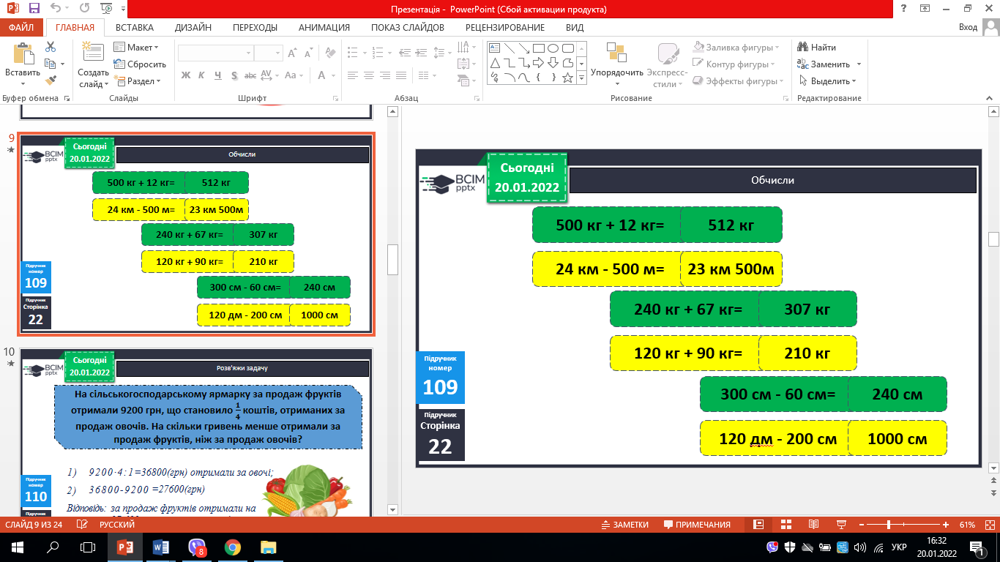 Презентація - PowerPoint (Сбой активации продукта)
ФАЙЛ ГЛАВНАЯ ВСТАВКА ДИЗАЙН ПЕРЕХОДЫ АНИМАЦИЯ ПОКАЗ СЛАЙДОВ РЕЦЕНЗИРОВАНИЕ ВИД Вход
Вставить
Буфер обмена
Создать слайд
Макет
Сбросить
Раздел
Слайды
Ж К Ч S abc AV Aa A
Шрифт
Абзац
Упорядочить
Экспресс-стили
Заливка фигуры
Контур фигуры
Эффекты фигуры
Рисование
Найти
Заменить
Выделить
Редактирование
9
Сьогодні
20.01.2022
ВСІМ
pptx
Обчисли
500 кг + 12 кг= 512 кг
24 км - 500 м= 23 км 500м
240 кг + 67 кг= 307 кг
120 кг + 90 кг= 210 кг
300 см - 60 см= 240 см
120 дм - 200 см 1000 см
Підручник
номер
109
Підручник
Сторінка
22
10
Сьогодні
20.01.2022
ВСІМ
pptx
Розв'яжи задачу
На сільськогосподарському ярмарку за продаж фруктів
отримали 9200 грн, що становило 1/4 коштів, отриманих за
продаж овочів. На скільки гривень менше отримали за
продаж фруктів, ніж за продаж овочів?
1) 9200·4:1=36800(грн) отримали за овочі;
2) 36800-9200 =27600(грн)
Відповідь: за продаж фруктів отримали на
Підручник
номер
110
Підручник
Сьогодні
20.01.2022
ВСІМ
pptx
Обчисли
500 кг + 12 кг= 512 кг
24 км - 500 м= 23 км 500м
240 кг + 67 кг= 307 кг
120 кг + 90 кг= 210 кг
300 см - 60 см= 240 см
120 дм - 200 см 1000 см
Підручник
номер
109
Підручник
Сторінка
22
СЛАЙД 9 ИЗ 24 РУССКИЙ ЗАМЕТКИ ПРИМЕЧАНИЯ 61%
8
УКР
16:32
20.01.2022
1